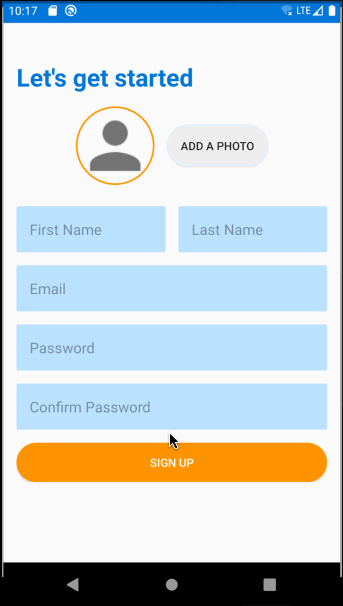 10:17 LTE
Let's get started
ADD A PHOTO
First Name Last Name
Email
Password
Confirm Password
SIGN UP